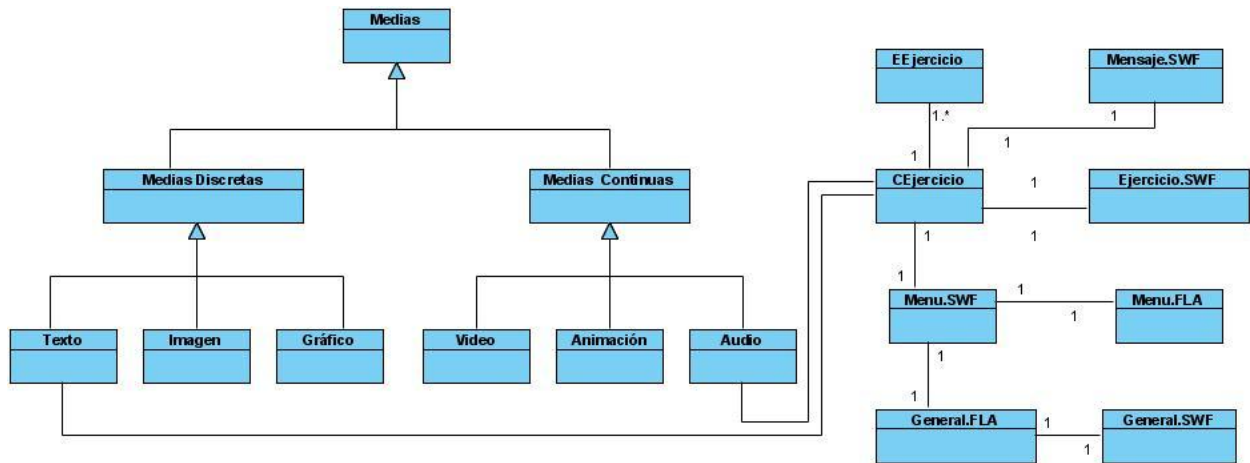 Medias
EEjercicio
Mensaje.SWF
1.*
1
1
1
Medias Discretas
Medias Continuas
CEjercicio
Ejercicio.SWF
1
1
1
1
Menu.SWF
Menu.FLA
1
1
Texto
Imagen
Gráfico
Video
Animación
Audio
1
1
General.FLA
General.SWF
1
1